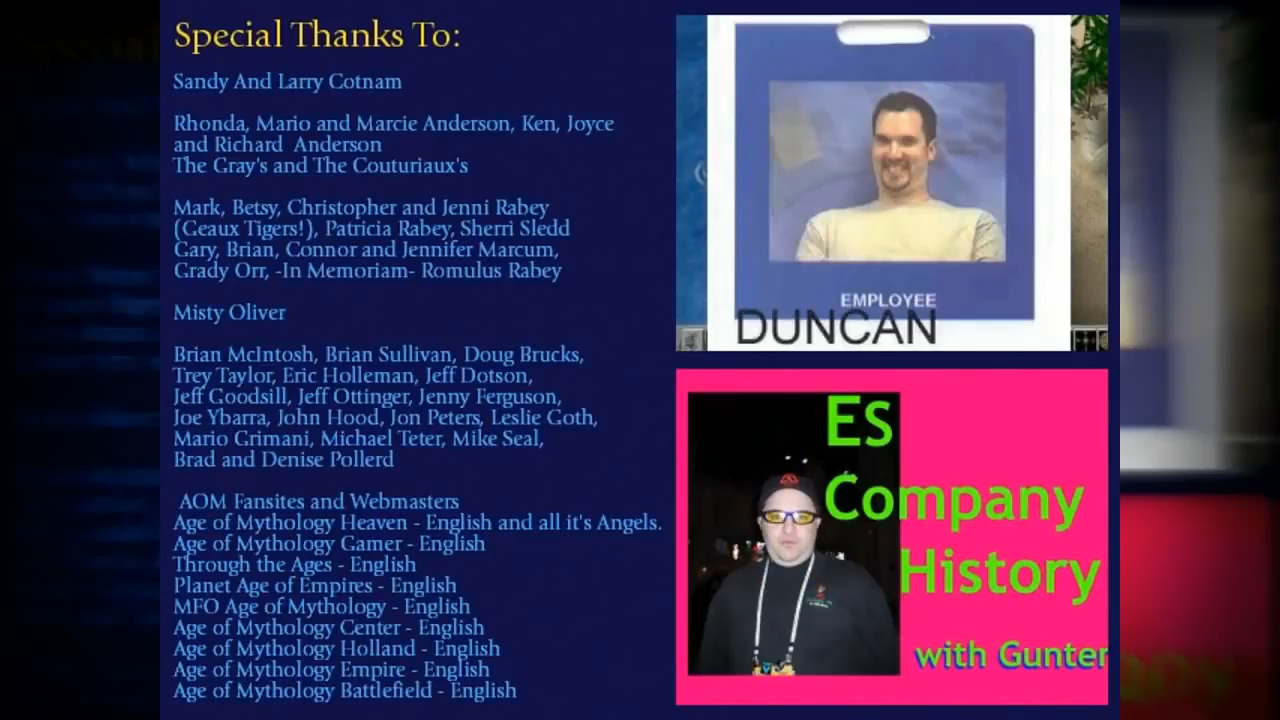 Special Thanks To:
Sandy And Larry Cotnam
Rhonda, Mario and Marcie Anderson, Ken, Joyce
and Richard  Anderson
The Gray's and The Couturiaux's
Mark, Betsy, Christopher and Jenni Rabey
(Geaux Tigers!), Patricia Rabey, Sherri Sledd
Gary, Brian, Connor and Jennifer Marcum,
Grady Orr, -In Memoriam- Romulus Rabey
Misty Oliver
Brian McIntosh, Brian Sullivan, Doug Brucks,
Trey Taylor, Eric Holleman, Jeff Dotson,
Jeff Goodsill, Jeff Ottinger, Jenny Ferguson,
Joe Ybarra, John Hood, Jon Peters, Leslie Goth,
Mario Grimani, Michael Teter, Mike Seal,
Brad and Denise Pollerd
AOM Fansites and Webmasters
Age of Mythology Heaven - English and all it's Angels.
Age of Mythology Gamer - English
Through the Ages - English
Planet Age of Empires - English
MFO Age of Mythology - English
Age of Mythology Center - English
Age of Mythology Holland - English
Age of Mythology Empire - English
Age of Mythology Battlefield - English
EMPLOYEE
DUNCAN
Es
Company
History
with Gunter